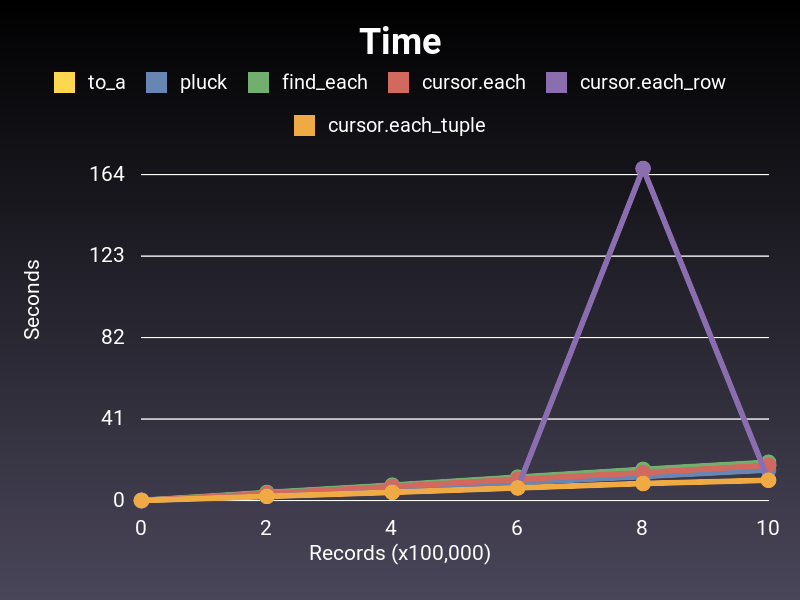 Time
to_a pluck find_each cursor.each cursor.each_row
cursor.each_tuple
164
123
82
41
0
Seconds
0 2 4 6 8 10
Records (x100,000)